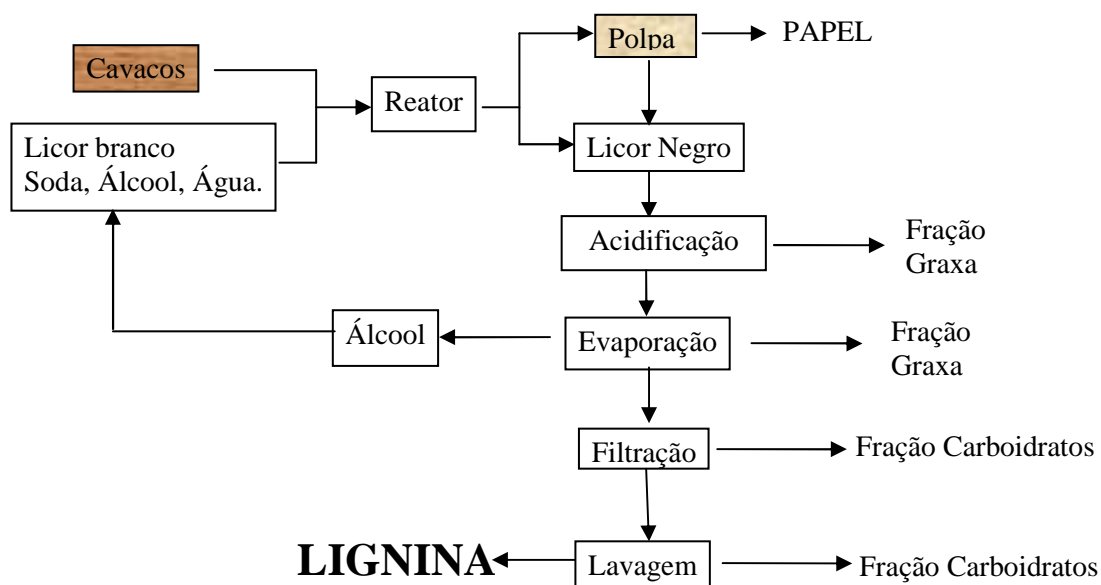 Polpa
PAPEL
Cavacos
Reator
Licor branco
Soda, Álcool, Água.
Licor Negro
Acidificação
Fração
Graxa
Álcool
Evaporação
Fração
Graxa
Filtração
Fração Carboidratos
LIGNINA
Lavagem
Fração Carboidratos